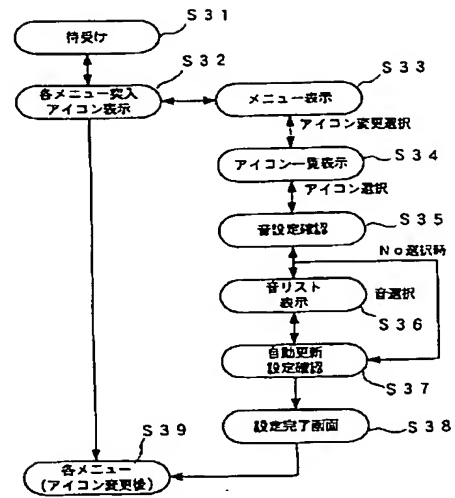 S31
待受け
S32
各メニュー突入
アイコン表示
S33
メニュー表示
アイコン変更選択
S34
アイコン一覧表示
アイコン選択
S35
音設定確認
No選択時
音リスト
表示
音選択
S36
自動更新
設定確認
S37
設定完了画面
S38
S39
各メニュー
(アイコン変更後)